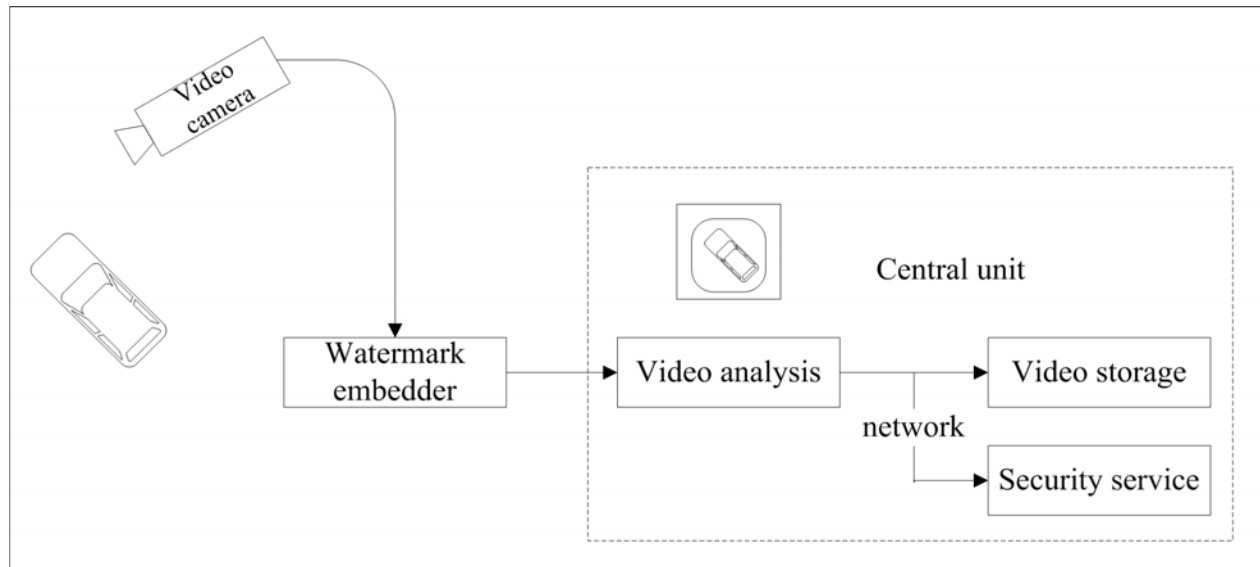 Video
camera
Central unit
Watermark
embedder
Video analysis
Video storage
network
Security service